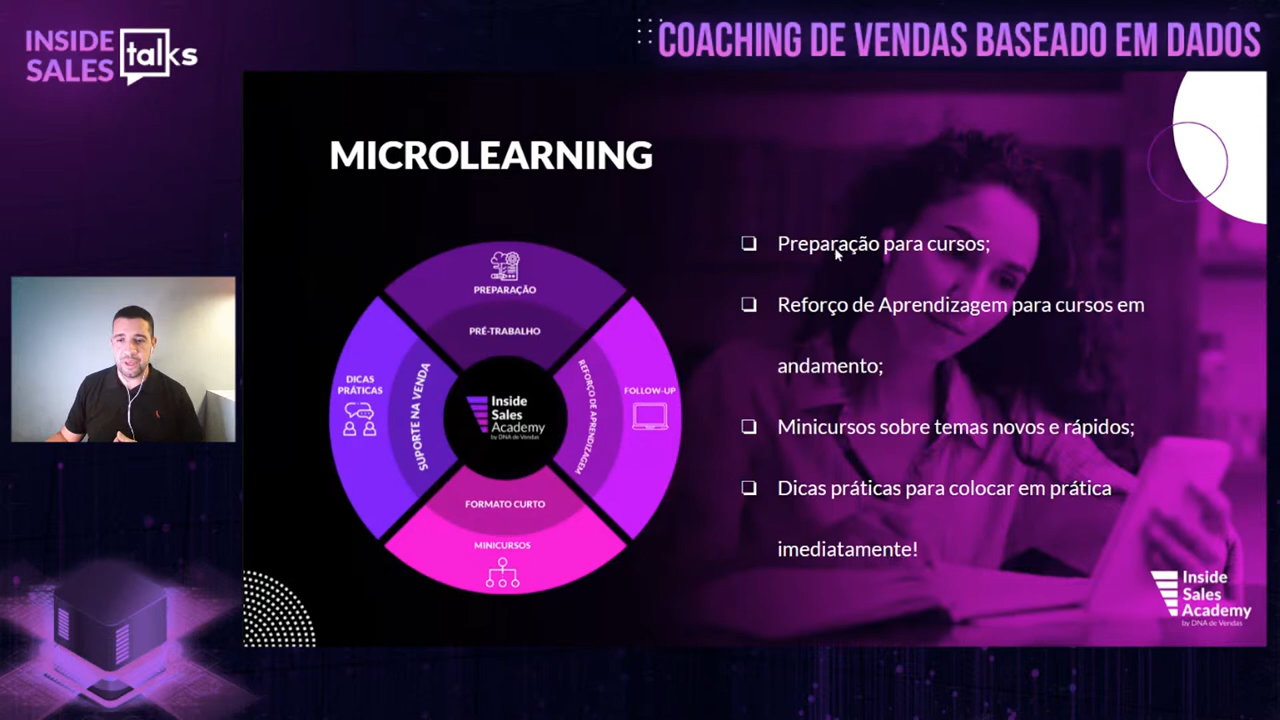 INSIDE
SALES
talks
COACHING DE VENDAS BASEADO EM DADOS
MICROLEARNING
PREPARAÇÃO
PRÉ-TRABALHO
DICAS
PRÁTICAS
SUPORTE NA VENDA
Inside
Sales
Academy
by DNA de Vendas
REFORÇO DE APRENDIZAGEM
FOLLOW-UP
FORMATO CURTO
MINICURSOS
Preparação para cursos;
Reforço de Aprendizagem para cursos em
andamento;
Minicursos sobre temas novos e rápidos;
Dicas práticas para colocar em prática
imediatamente!
Inside
Sales
Academy
by DNA de Vendas